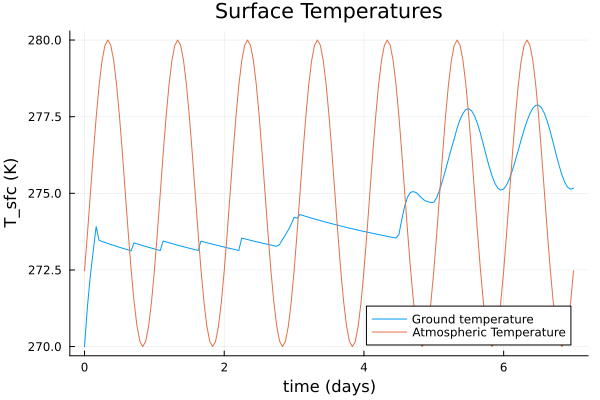 Surface Temperatures
T_sfc (K)
280.0
277.5
275.0
272.5
270.0
Ground temperature
Atmospheric Temperature
0
2
4
6
time (days)